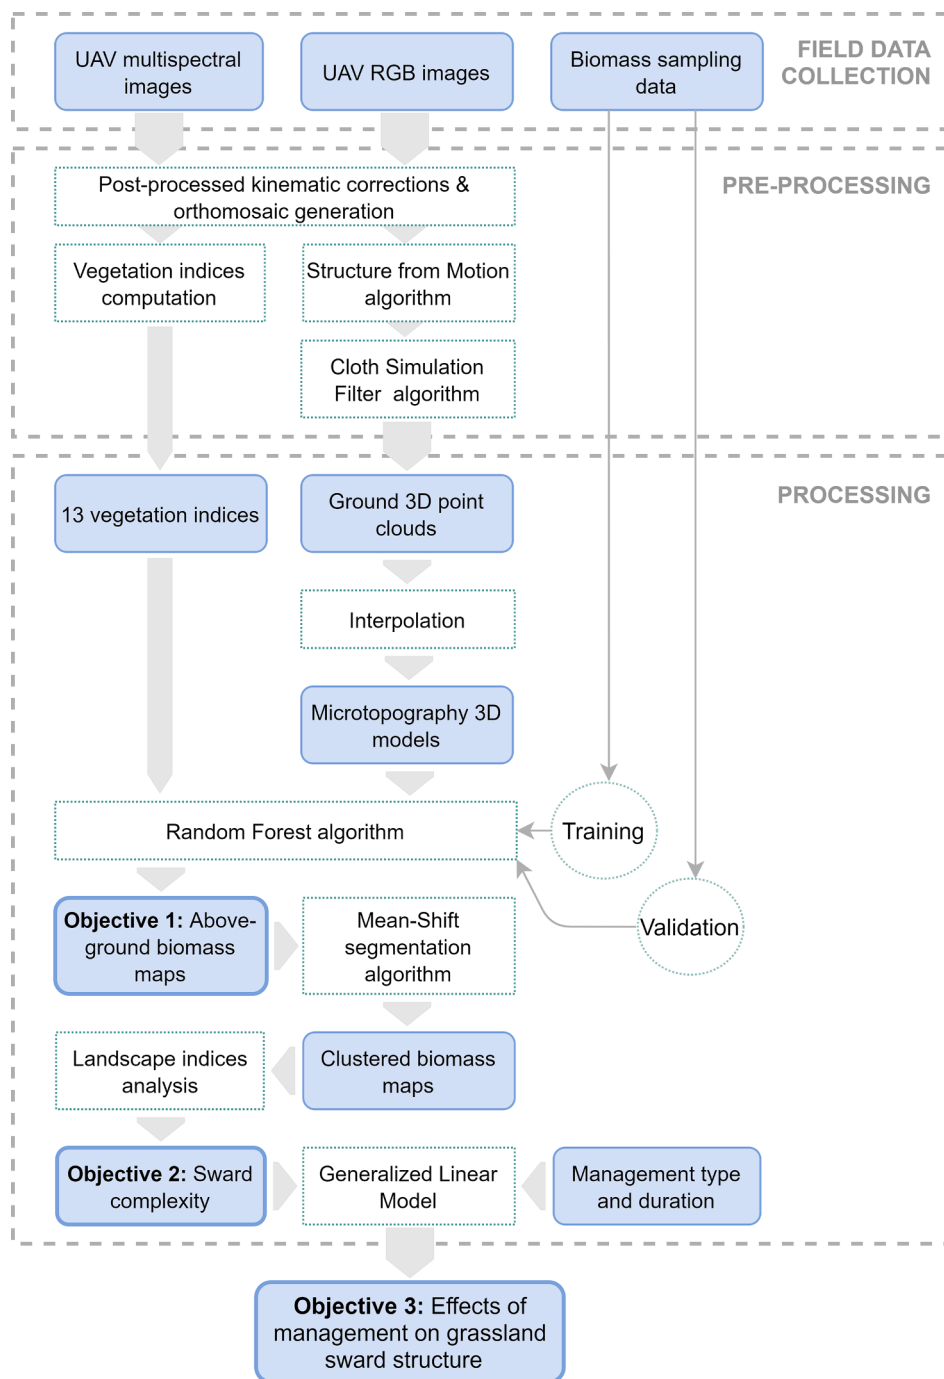 FIELD DATA
COLLECTION
UAV multispectral
images
UAV RGB images
Biomass sampling
data
PRE-PROCESSING
Post-processed kinematic corrections &
orthomosaic generation
Vegetation indices
computation
Structure from Motion
algorithm
Cloth Simulation
Filter algorithm
PROCESSING
13 vegetation indices
Ground 3D point
clouds
Interpolation
Microtopography 3D
models
Random Forest algorithm
Training
Validation
Objective 1: Above-
ground biomass
maps
Mean-Shift
segmentation
algorithm
Landscape indices
analysis
Clustered biomass
maps
Objective 2: Sward
complexity
Generalized Linear
Model
Management type
and duration
Objective 3: Effects of
management on grassland
sward structure